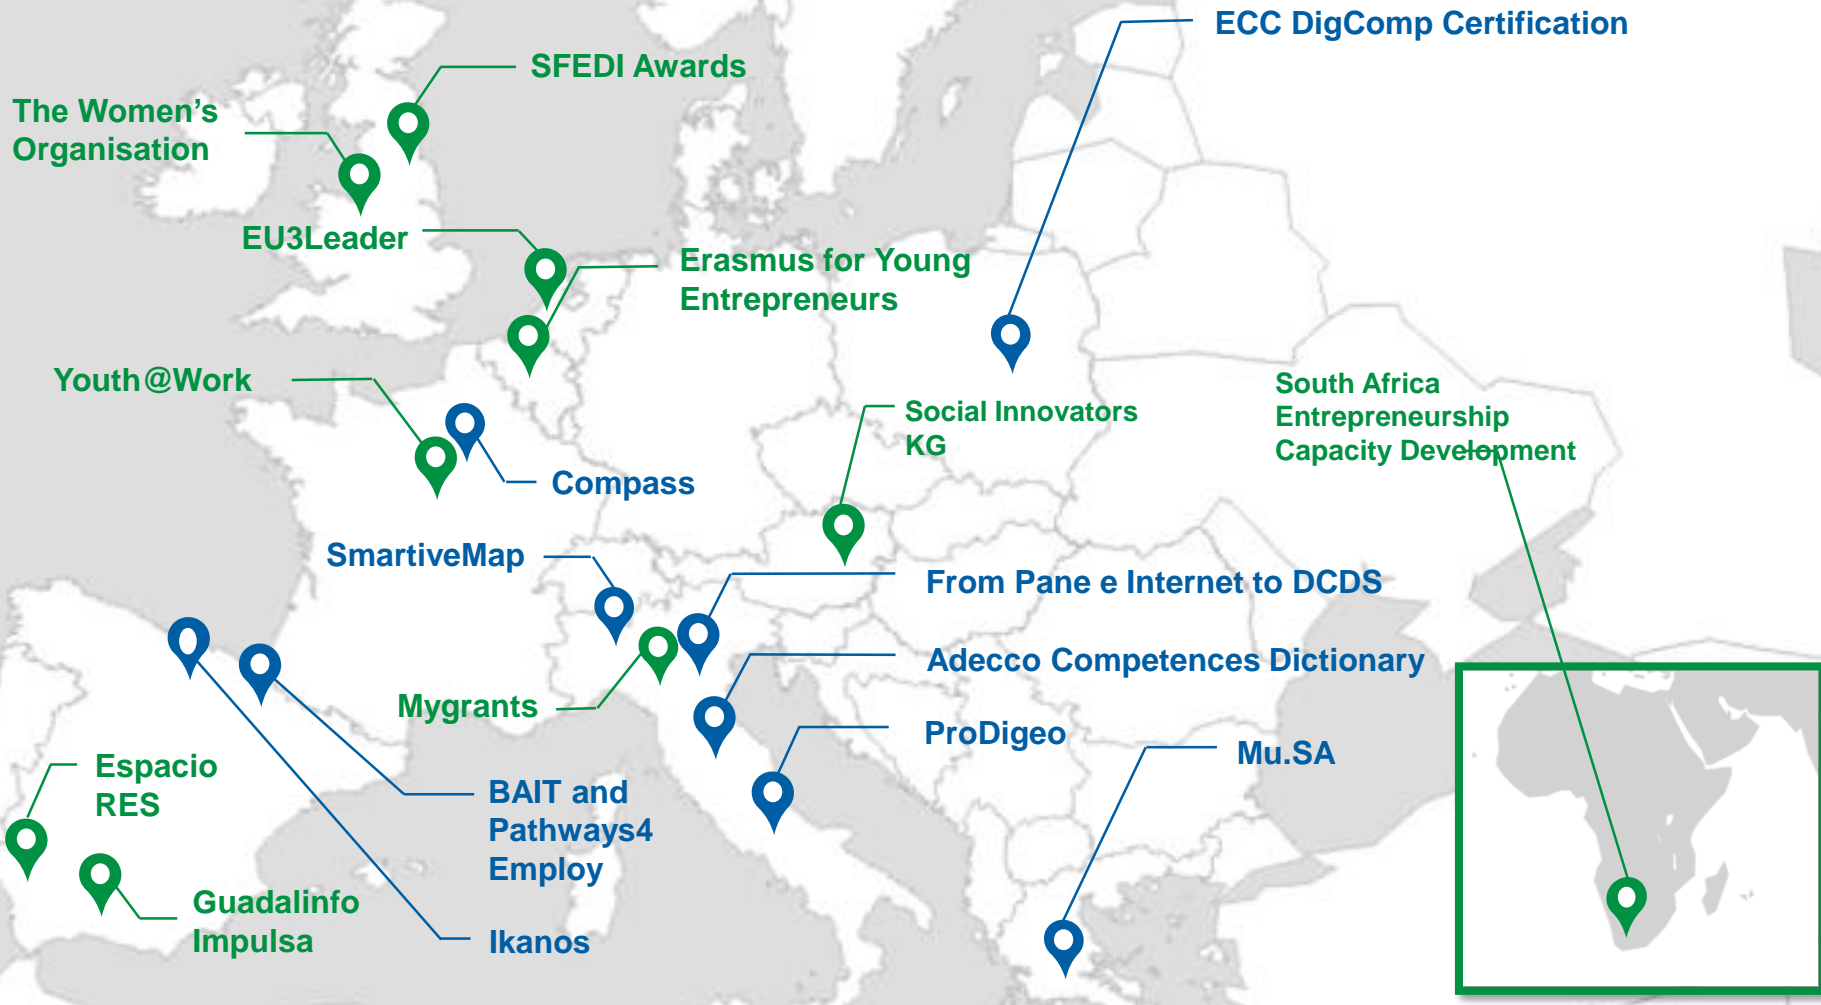 ECC DigComp Certification
SFEDI Awards
The Women's
Organisation
EU3Leader
Erasmus for Young
Entrepreneurs
Youth@Work
South Africa
Entrepreneurship
Capacity Development
Social Innovators
KG
Compass
SmartiveMap
From Pane e Internet to DCDS
Adecco Competences Dictionary
Mygrants
ProDigeo
Mu.SA
Espacio
RES
BAIT and
Pathways4
Employ
Guadalinfo
Impulsa
Ikanos